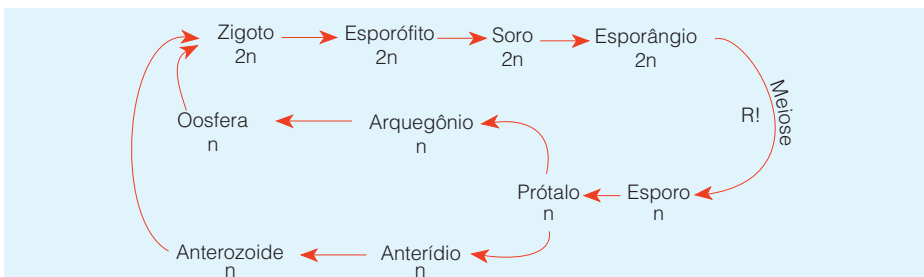 Zigoto Esporófito Soro Esporângio
2n 2n 2n 2n
Meiose
R!
Oosfera Arquegônio
n n
Prótalo Esporo
n n
Anterozoide Anterídio
n n